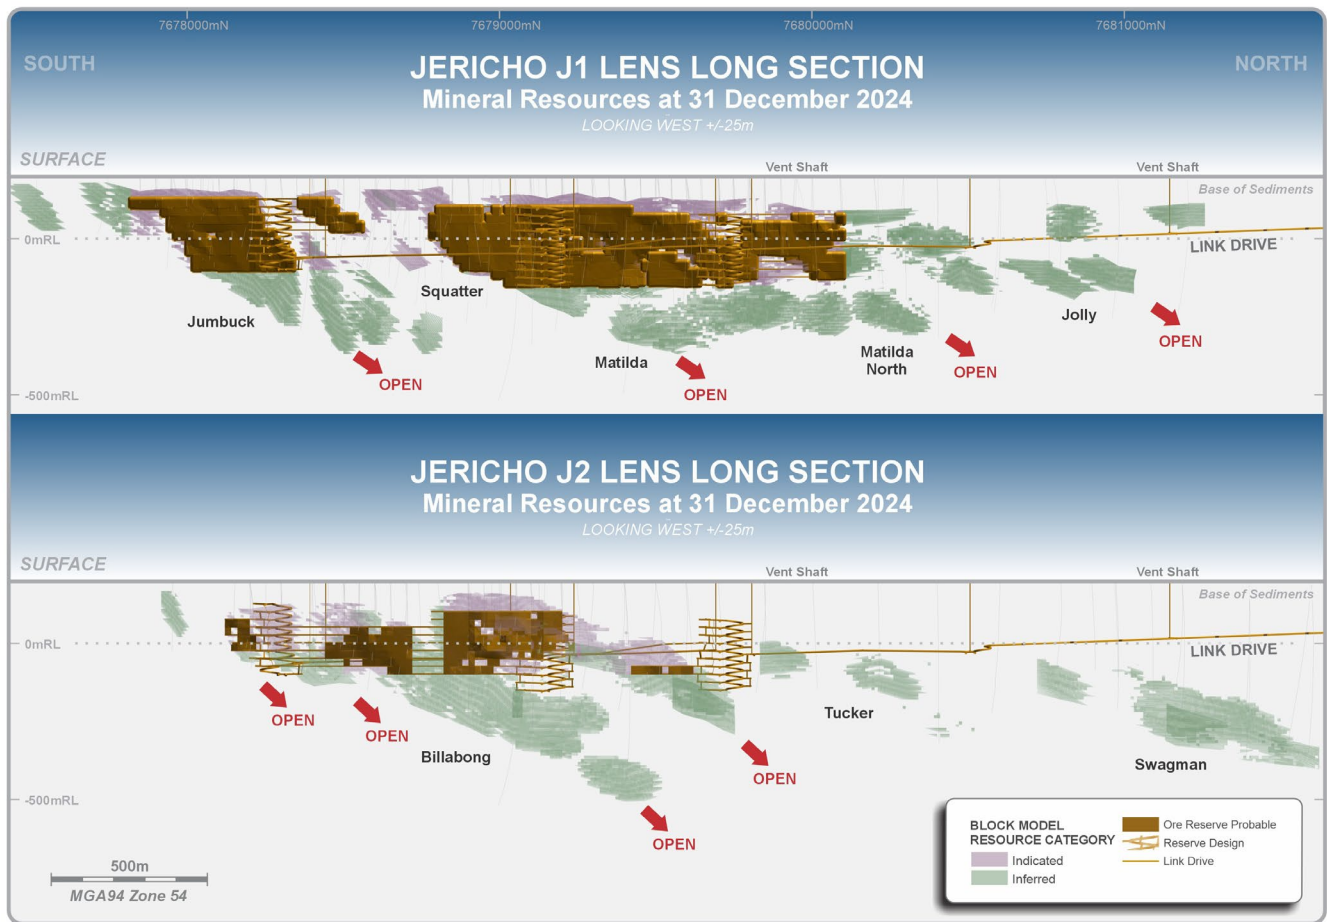 7678000mN 7679000mN 7680000mN 7681000mN
SOUTH
NORTH
JERICHO J1 LENS LONG SECTION
Mineral Resources at 31 December 2024
LOOKING WEST +/-25m
SURFACE
Vent Shaft
Vent Shaft
Base of Sediments
0mRL
LINK DRIVE
Squatter
Jumbuck
Jolly
Matilda
Matilda
North
OPEN
OPEN
OPEN
OPEN
-500mRL
JERICHO J2 LENS LONG SECTION
Mineral Resources at 31 December 2024
LOOKING WEST +/-25m
SURFACE
Vent Shaft
Vent Shaft
Base of Sediments
0mRL
LINK DRIVE
OPEN
OPEN
Tucker
Billabong
Swagman
OPEN
-500mRL
OPEN
BLOCK MODEL
RESOURCE CATEGORY
Indicated
Inferred
Ore Reserve Probable
Reserve Design
Link Drive
500m
MGA94 Zone 54